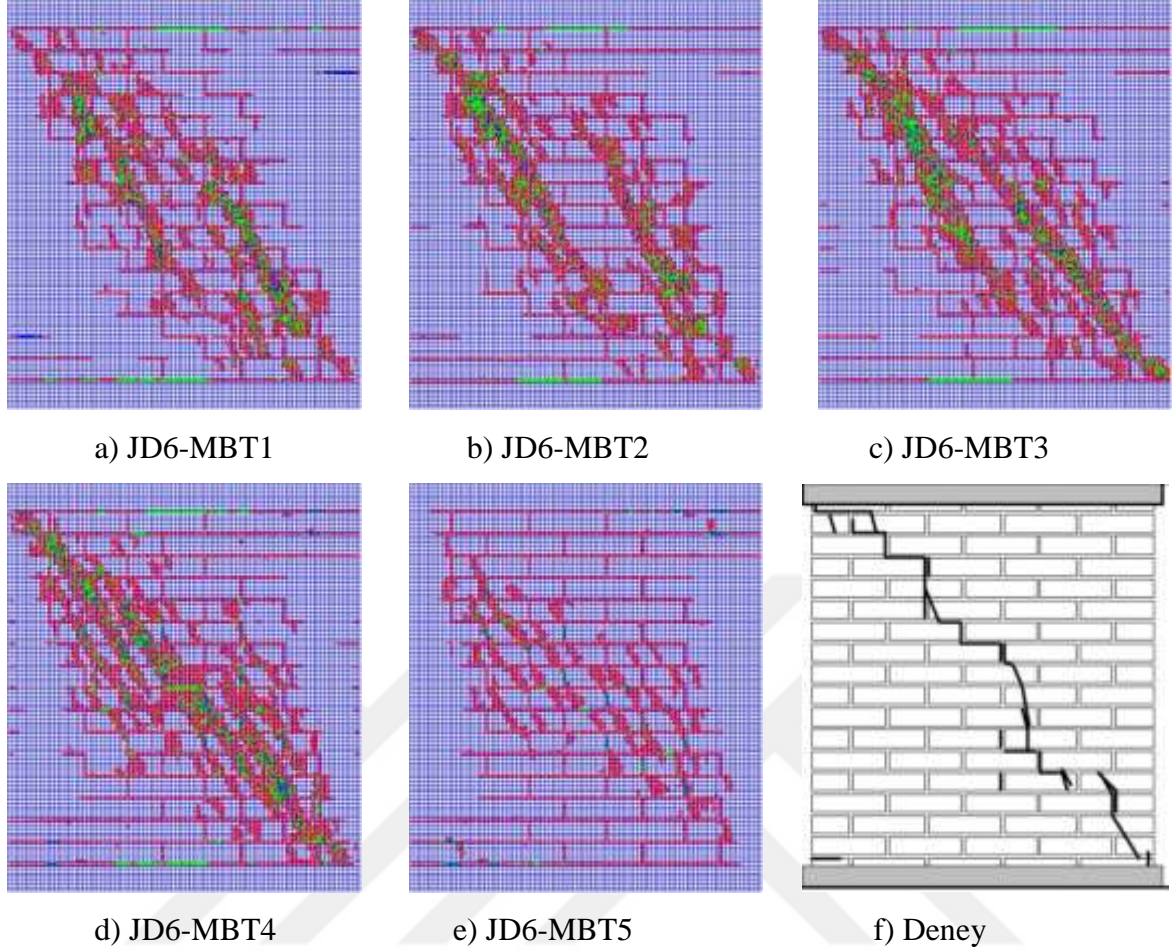 a) JD6-MBT1
b) JD6-MBT2
c) JD6-MBT3
d) JD6-MBT4
e) JD6-MBT5
f) Deney